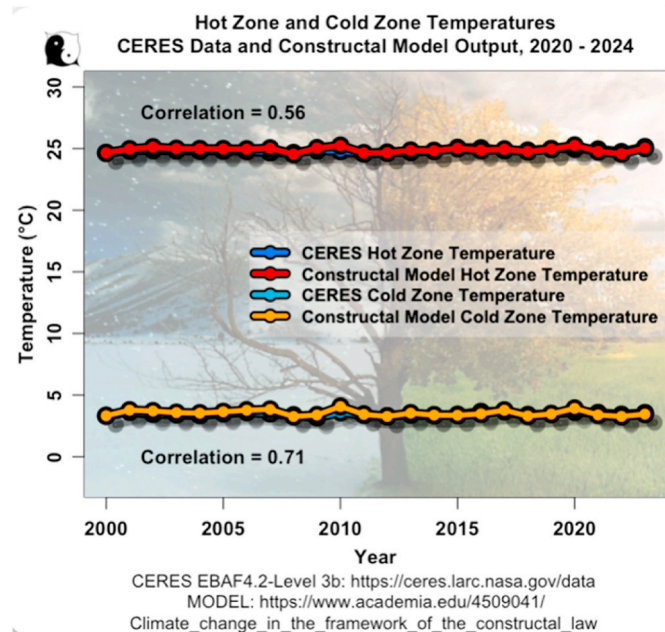 Hot Zone and Cold Zone Temperatures
CERES Data and Constructal Model Output, 2020 - 2024
30
Correlation = 0.56
25
20
CERES Hot Zone Temperature
Constructal Model Hot Zone Temperature
15
CERES Cold Zone Temperature
Constructal Model Cold Zone Temperature
10
5
0
Correlation = 0.71
Temperature (°C)
2000
2005
2010
2015
2020
Year
CERES EBAF4.2-Level 3b: https://ceres.larc.nasa.gov/data
MODEL: https://www.academia.edu/4509041/
Climate_change_in_the_framework_of_the_constructal_law